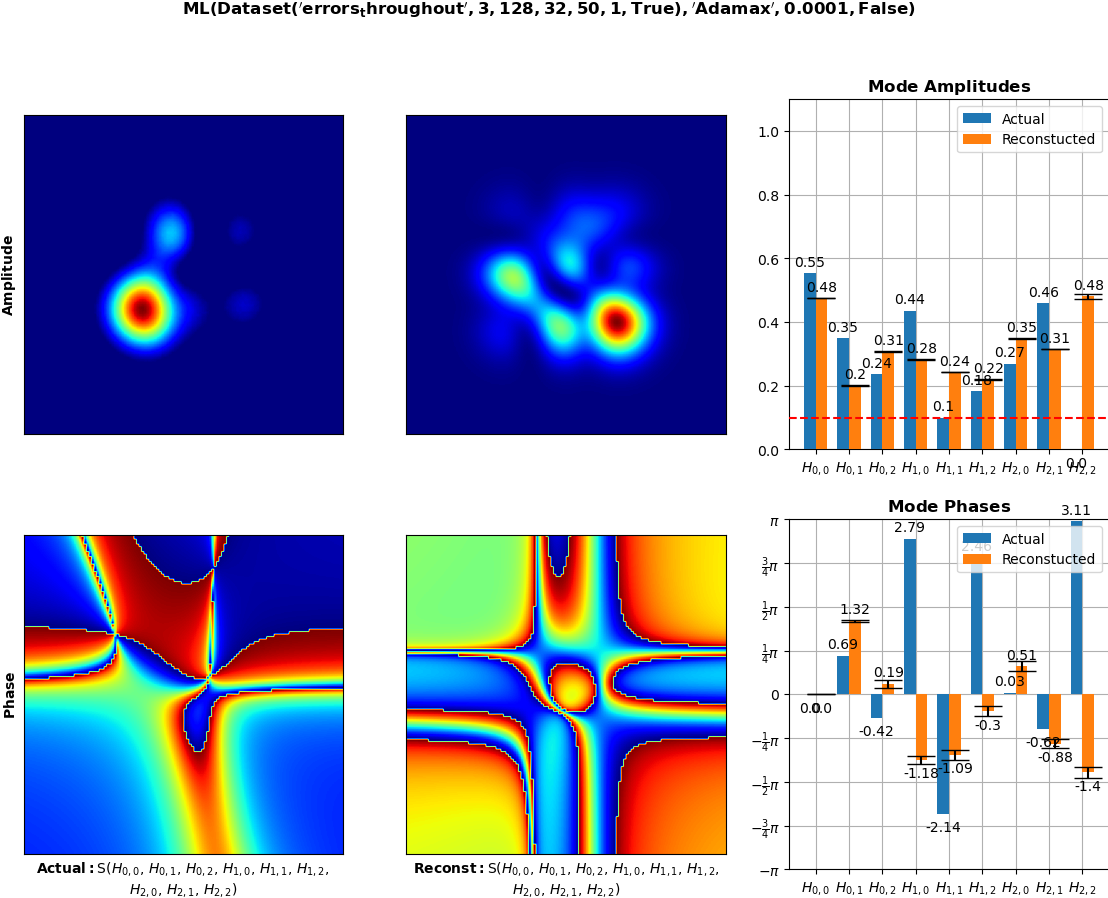 ML(Dataset('errors_throughout', 3, 128, 32, 50, 1, True), 'Adamax', 0.0001, False)
Amplitude
Mode Amplitudes
Actual
Reconstucted
1.0
0.8
0.6
0.4
0.2
0.0
0.55
0.48
0.35
0.2
0.24
0.31
0.44
0.28
0.1
0.24
0.18
0.22
0.27
0.35
0.46
0.31
0.0
0.48
H0,0 H0,1 H0,2 H1,0 H1,1 H1,2 H2,0 H2,1 H2,2
Phase
Actual: S(H0,0, H0,1, H0,2, H1,0, H1,1, H1,2,
H2,0, H2,1, H2,2)
Reconst: S(H0,0, H0,1, H0,2, H1,0, H1,1, H1,2,
H2,0, H2,1, H2,2)
Mode Phases
Actual
Reconstucted
π
3/4π
1/2π
1/4π
0
−1/4π
−1/2π
−3/4π
−π
0.0
0.0
0.69
1.32
-0.42
0.19
2.79
-1.18
-2.14
-1.09
2.46
-0.3
0.03
0.51
-0.62
-0.88
3.11
-1.4
H0,0 H0,1 H0,2 H1,0 H1,1 H1,2 H2,0 H2,1 H2,2